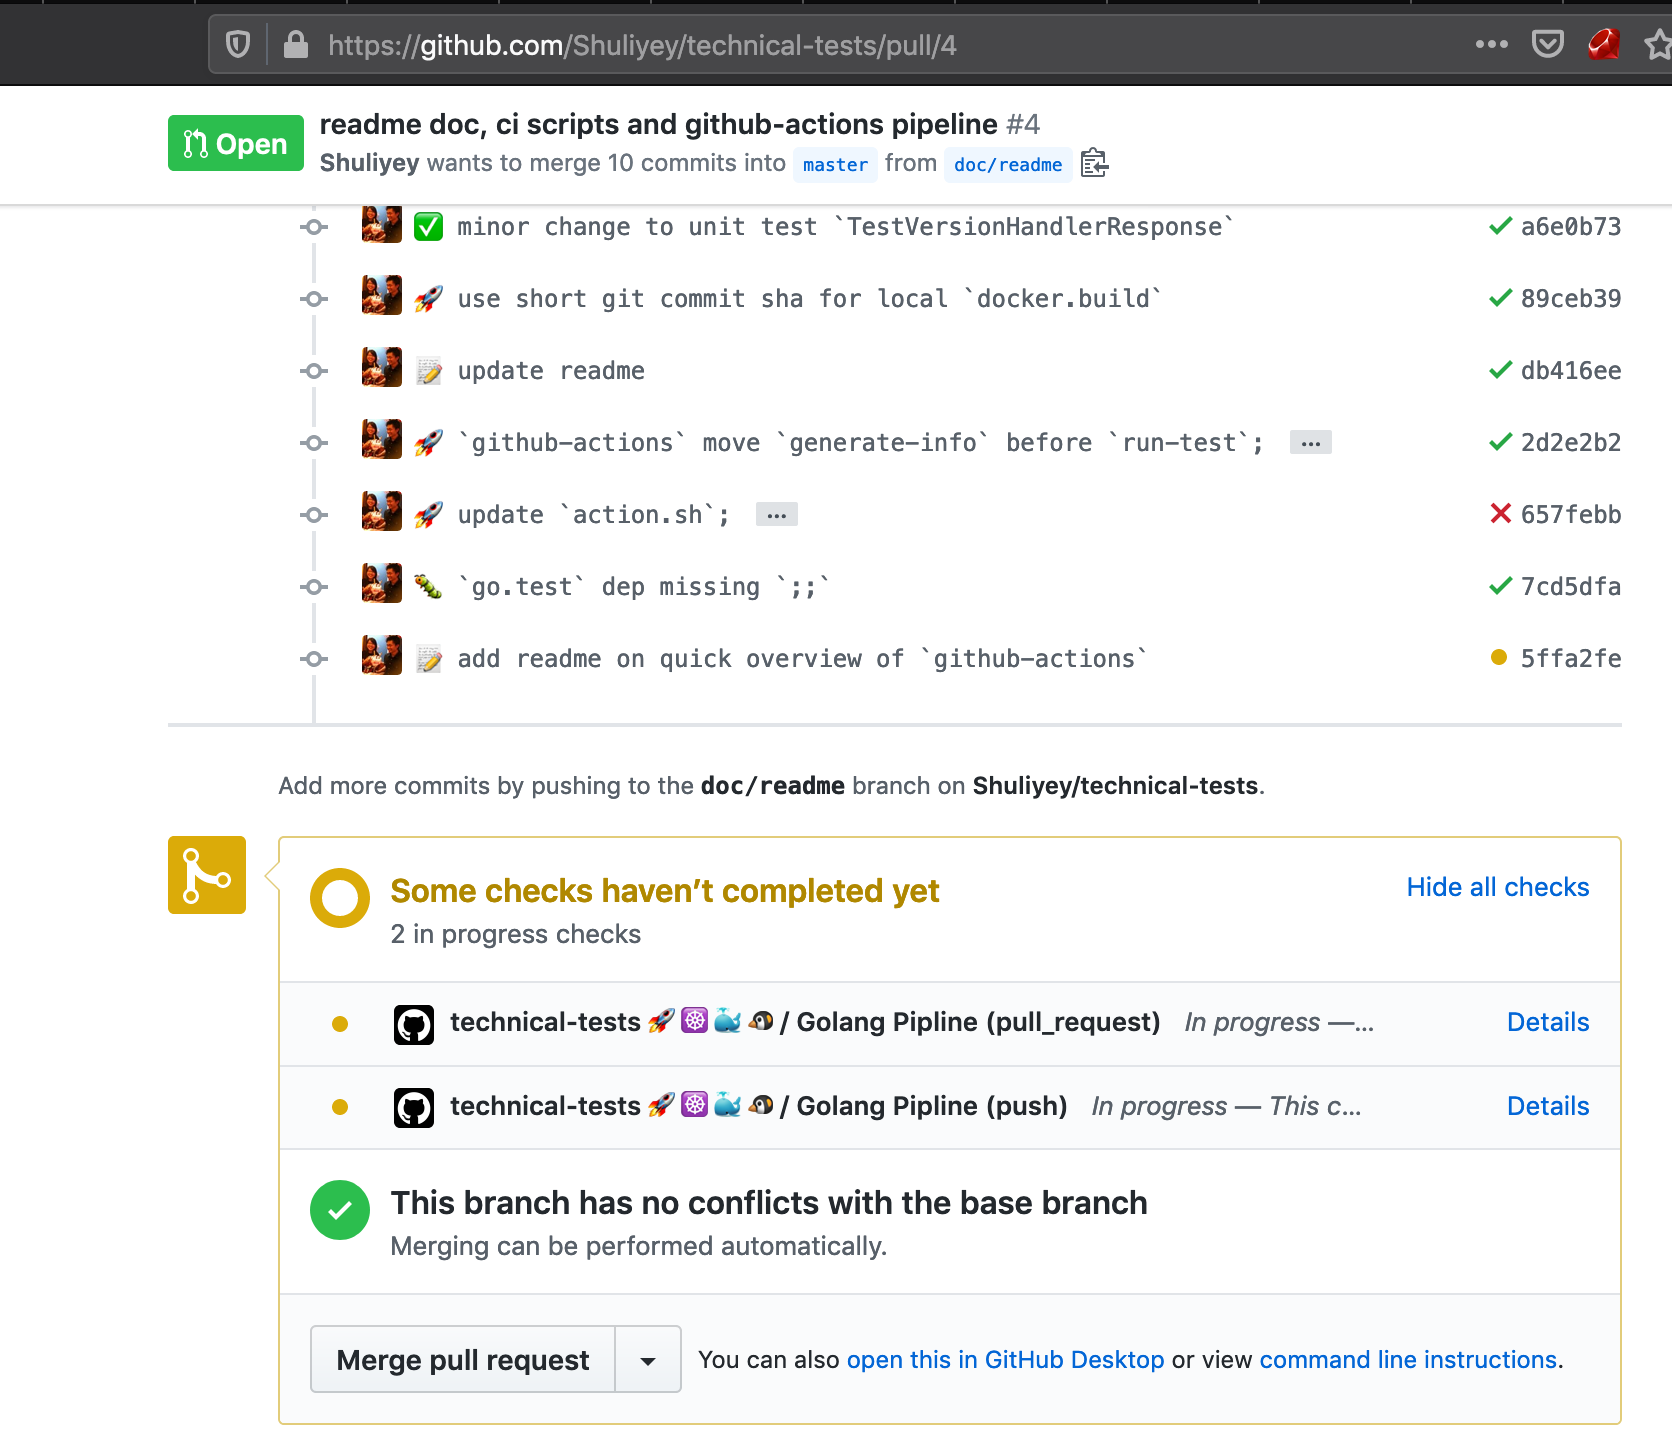 https://github.com/Shuliyey/technical-tests/pull/4
Open
readme doc, ci scripts and github-actions pipeline #4
Shuliyey wants to merge 10 commits into master from doc/readme
✅ minor change to unit test `TestVersionHandlerResponse` a6e0b73
🚀 use short git commit sha for local `docker.build` 89ceb39
📝 update readme db416ee
🚀 `github-actions` move `generate-info` before `run-test`; ... 2d2e2b2
🚀 update `action.sh`; ... 657febb
🐛 `go.test` dep missing `;;` 7cd5dfa
📝 add readme on quick overview of `github-actions` 5ffa2fe
Add more commits by pushing to the doc/readme branch on Shuliyey/technical-tests.
Some checks haven’t completed yet
Hide all checks
2 in progress checks
technical-tests 🚀☸️🐳🐧 / Golang Pipline (pull_request) In progress —... Details
technical-tests 🚀☸️🐳🐧 / Golang Pipline (push) In progress — This c... Details
This branch has no conflicts with the base branch
Merging can be performed automatically.
Merge pull request
You can also open this in GitHub Desktop or view command line instructions.